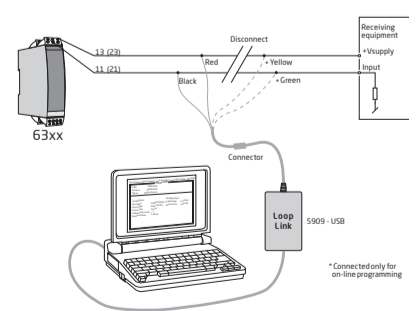 Receiving
equipment
Disconnect
13 (23)
+Vsupply
Red
* Yellow
11 (21)
Input
Black
* Green
63xx
Connector
Loop
Link
5909 - USB
* Connected only for
on-line programming